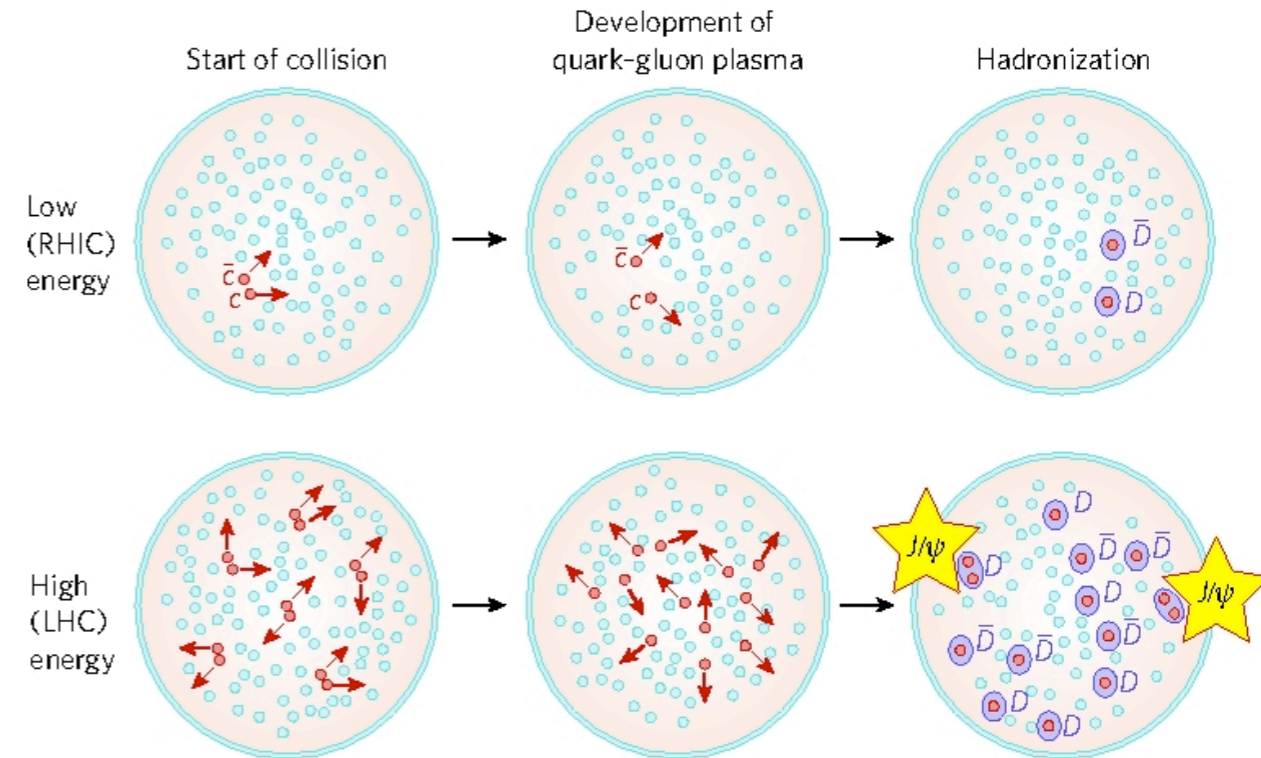 Start of collision
Development of
quark–gluon plasma
Hadronization
Low
(RHIC)
energy
c̄
c
c̄
c
D̄
D
High
(LHC)
energy
J/ψ
D
D
D̄
D̄
D
J/ψ
D̄
D̄
D̄
D
D
D